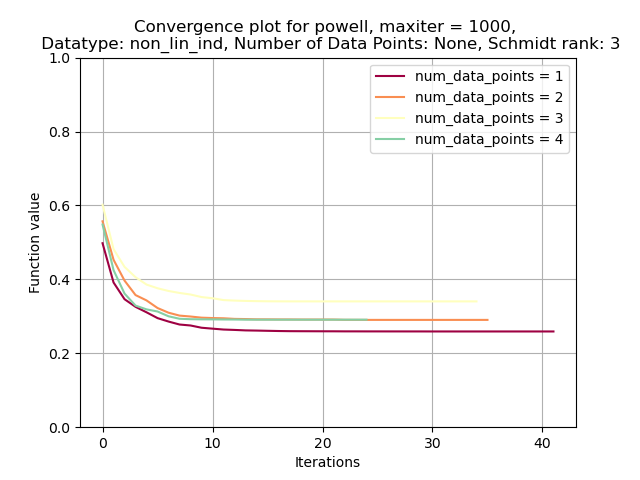 Convergence plot for powell, maxiter = 1000,
Datatype: non_lin_ind, Number of Data Points: None, Schmidt rank: 3
1.0
0.8
0.6
0.4
0.2
0.0
Function value
num_data_points = 1
num_data_points = 2
num_data_points = 3
num_data_points = 4
0 10 20 30 40
Iterations